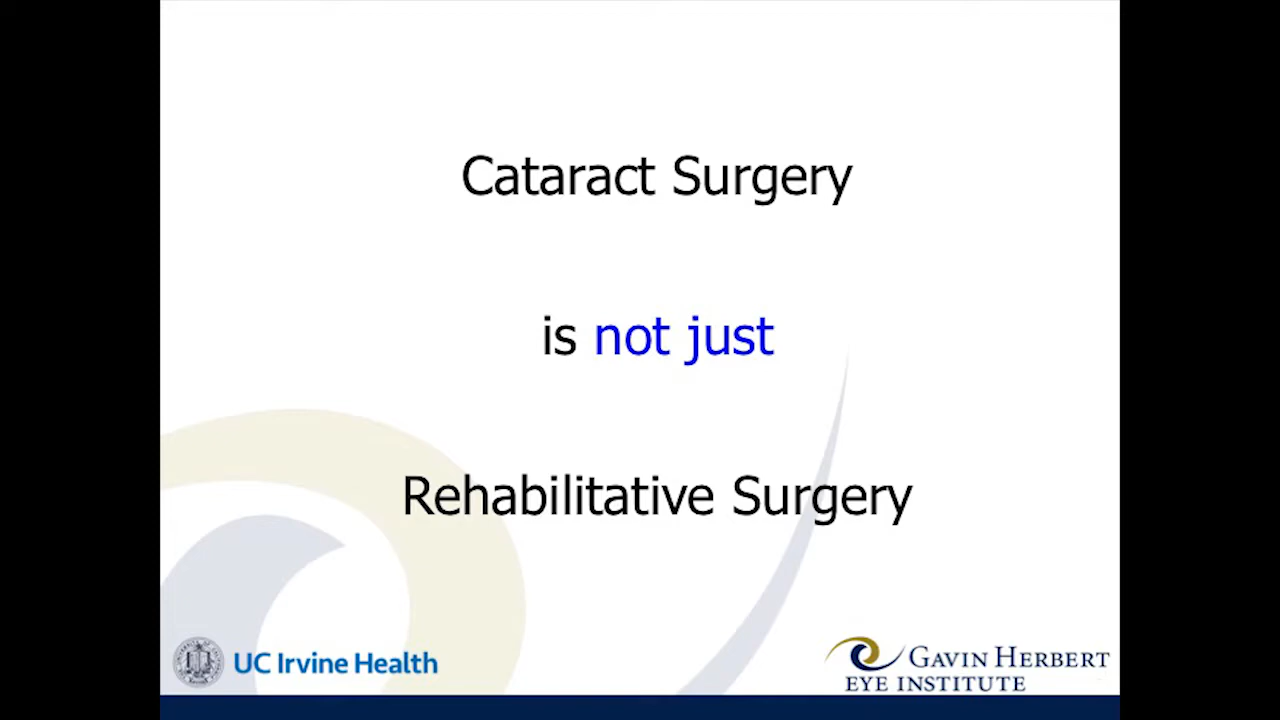 Cataract Surgery
is not just
Rehabilitative Surgery
UC Irvine Health
GAVIN HERBERT
EYE INSTITUTE